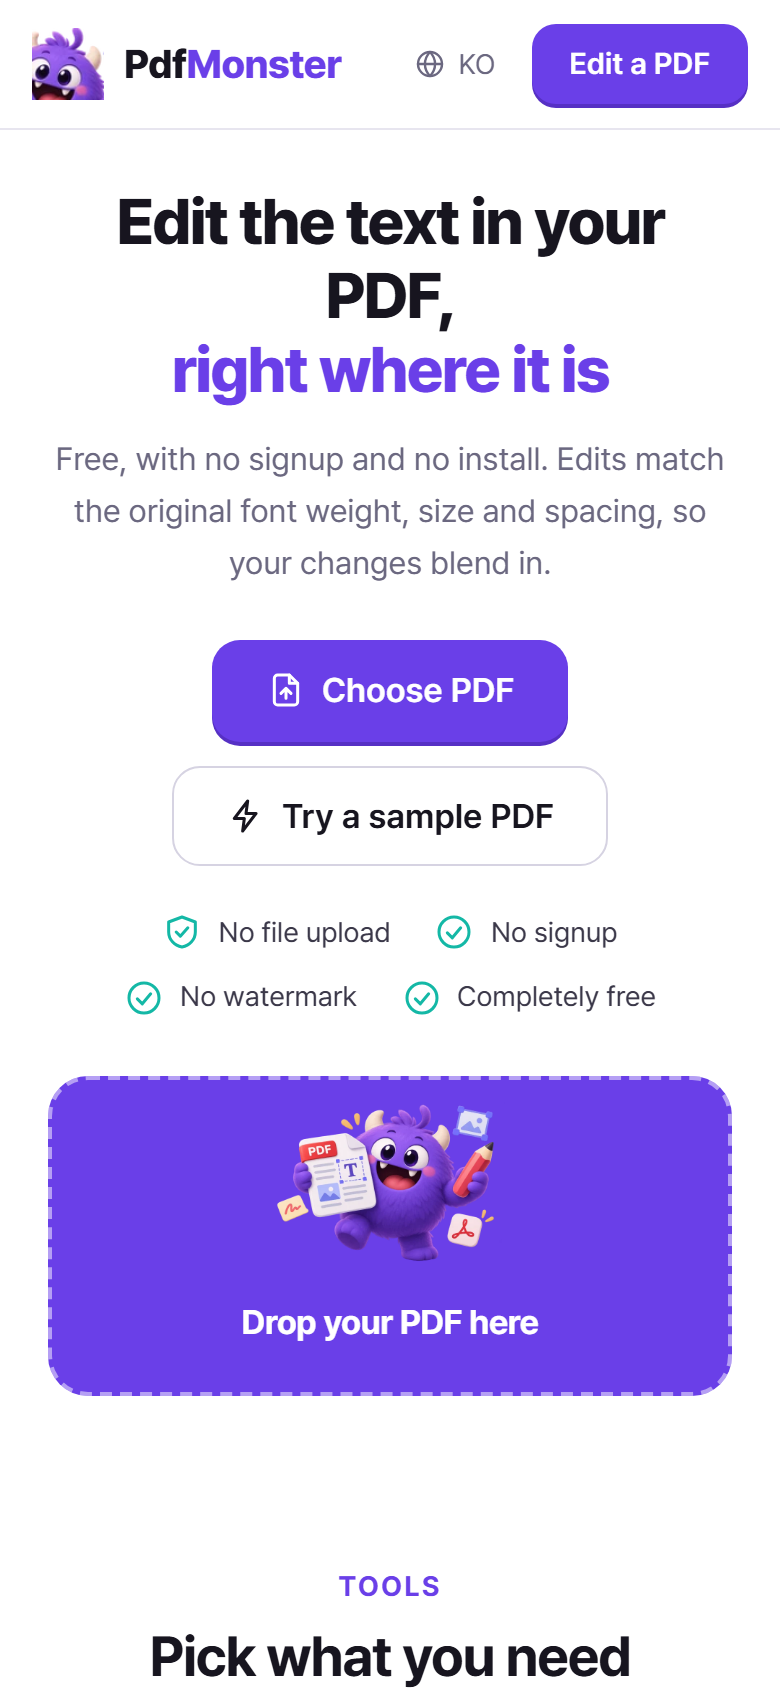 PdfMonster
KO
Edit a PDF
Edit the text in your
PDF,
right where it is
Free, with no signup and no install. Edits match
the original font weight, size and spacing, so
your changes blend in.
Choose PDF
Try a sample PDF
No file upload
No signup
No watermark
Completely free
PDF
T
Drop your PDF here
TOOLS
Pick what you need